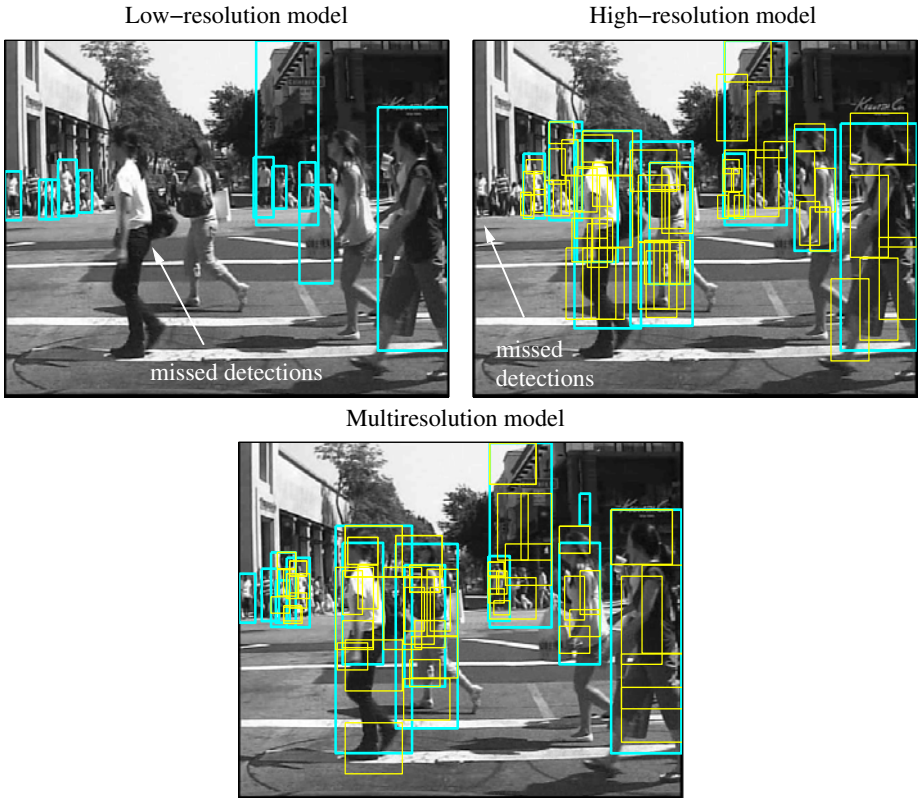 Low−resolution model
High−resolution model
missed detections
missed
detections
Multiresolution model